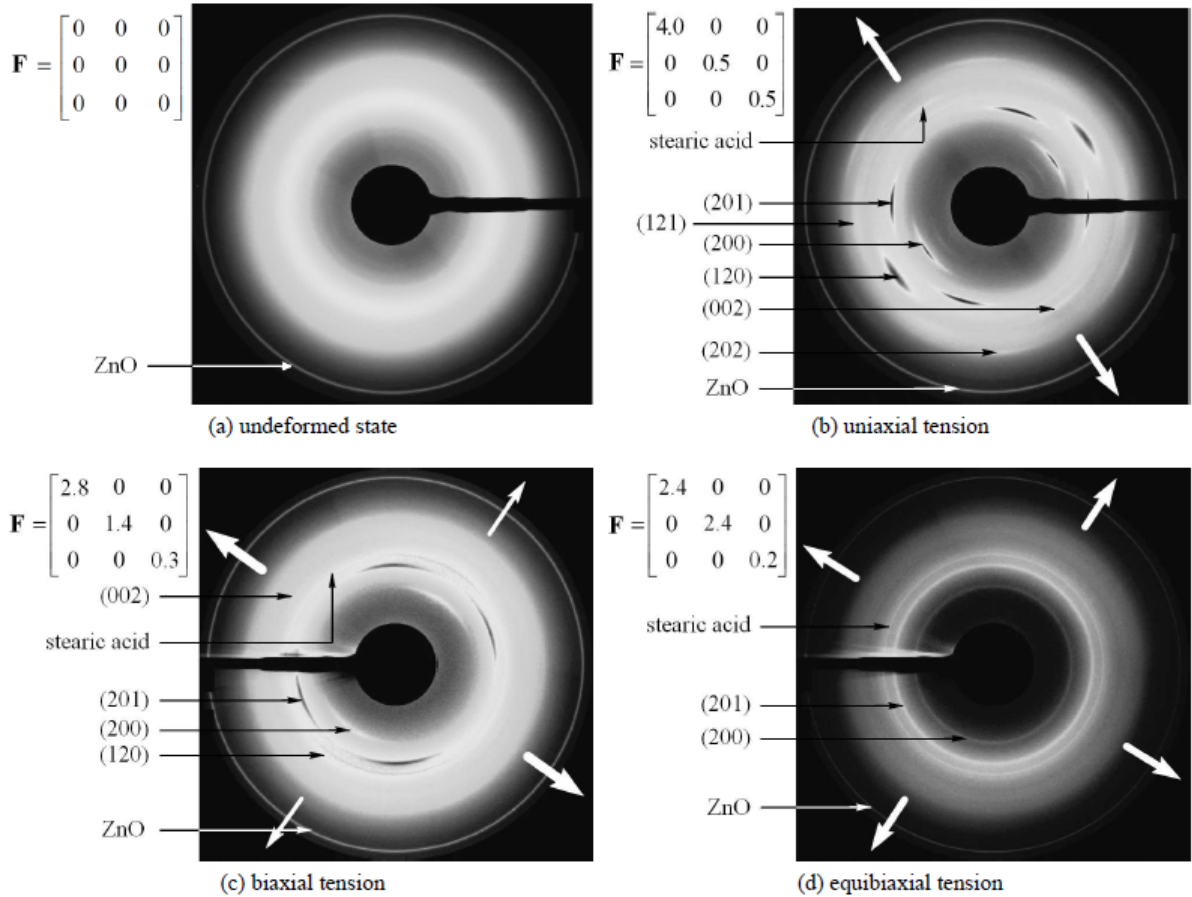 F = [0 0 0
0 0 0
0 0 0]
ZnO
(a) undeformed state
F = [4.0 0 0
0 0.5 0
0 0 0.5]
stearic acid
(201)
(121)
(200)
(120)
(002)
(202)
ZnO
(b) uniaxial tension
F = [2.8 0 0
0 1.4 0
0 0 0.3]
(002)
stearic acid
(201)
(200)
(120)
ZnO
(c) biaxial tension
F = [2.4 0 0
0 2.4 0
0 0 0.2]
stearic acid
(201)
(200)
ZnO
(d) equibiaxial tension